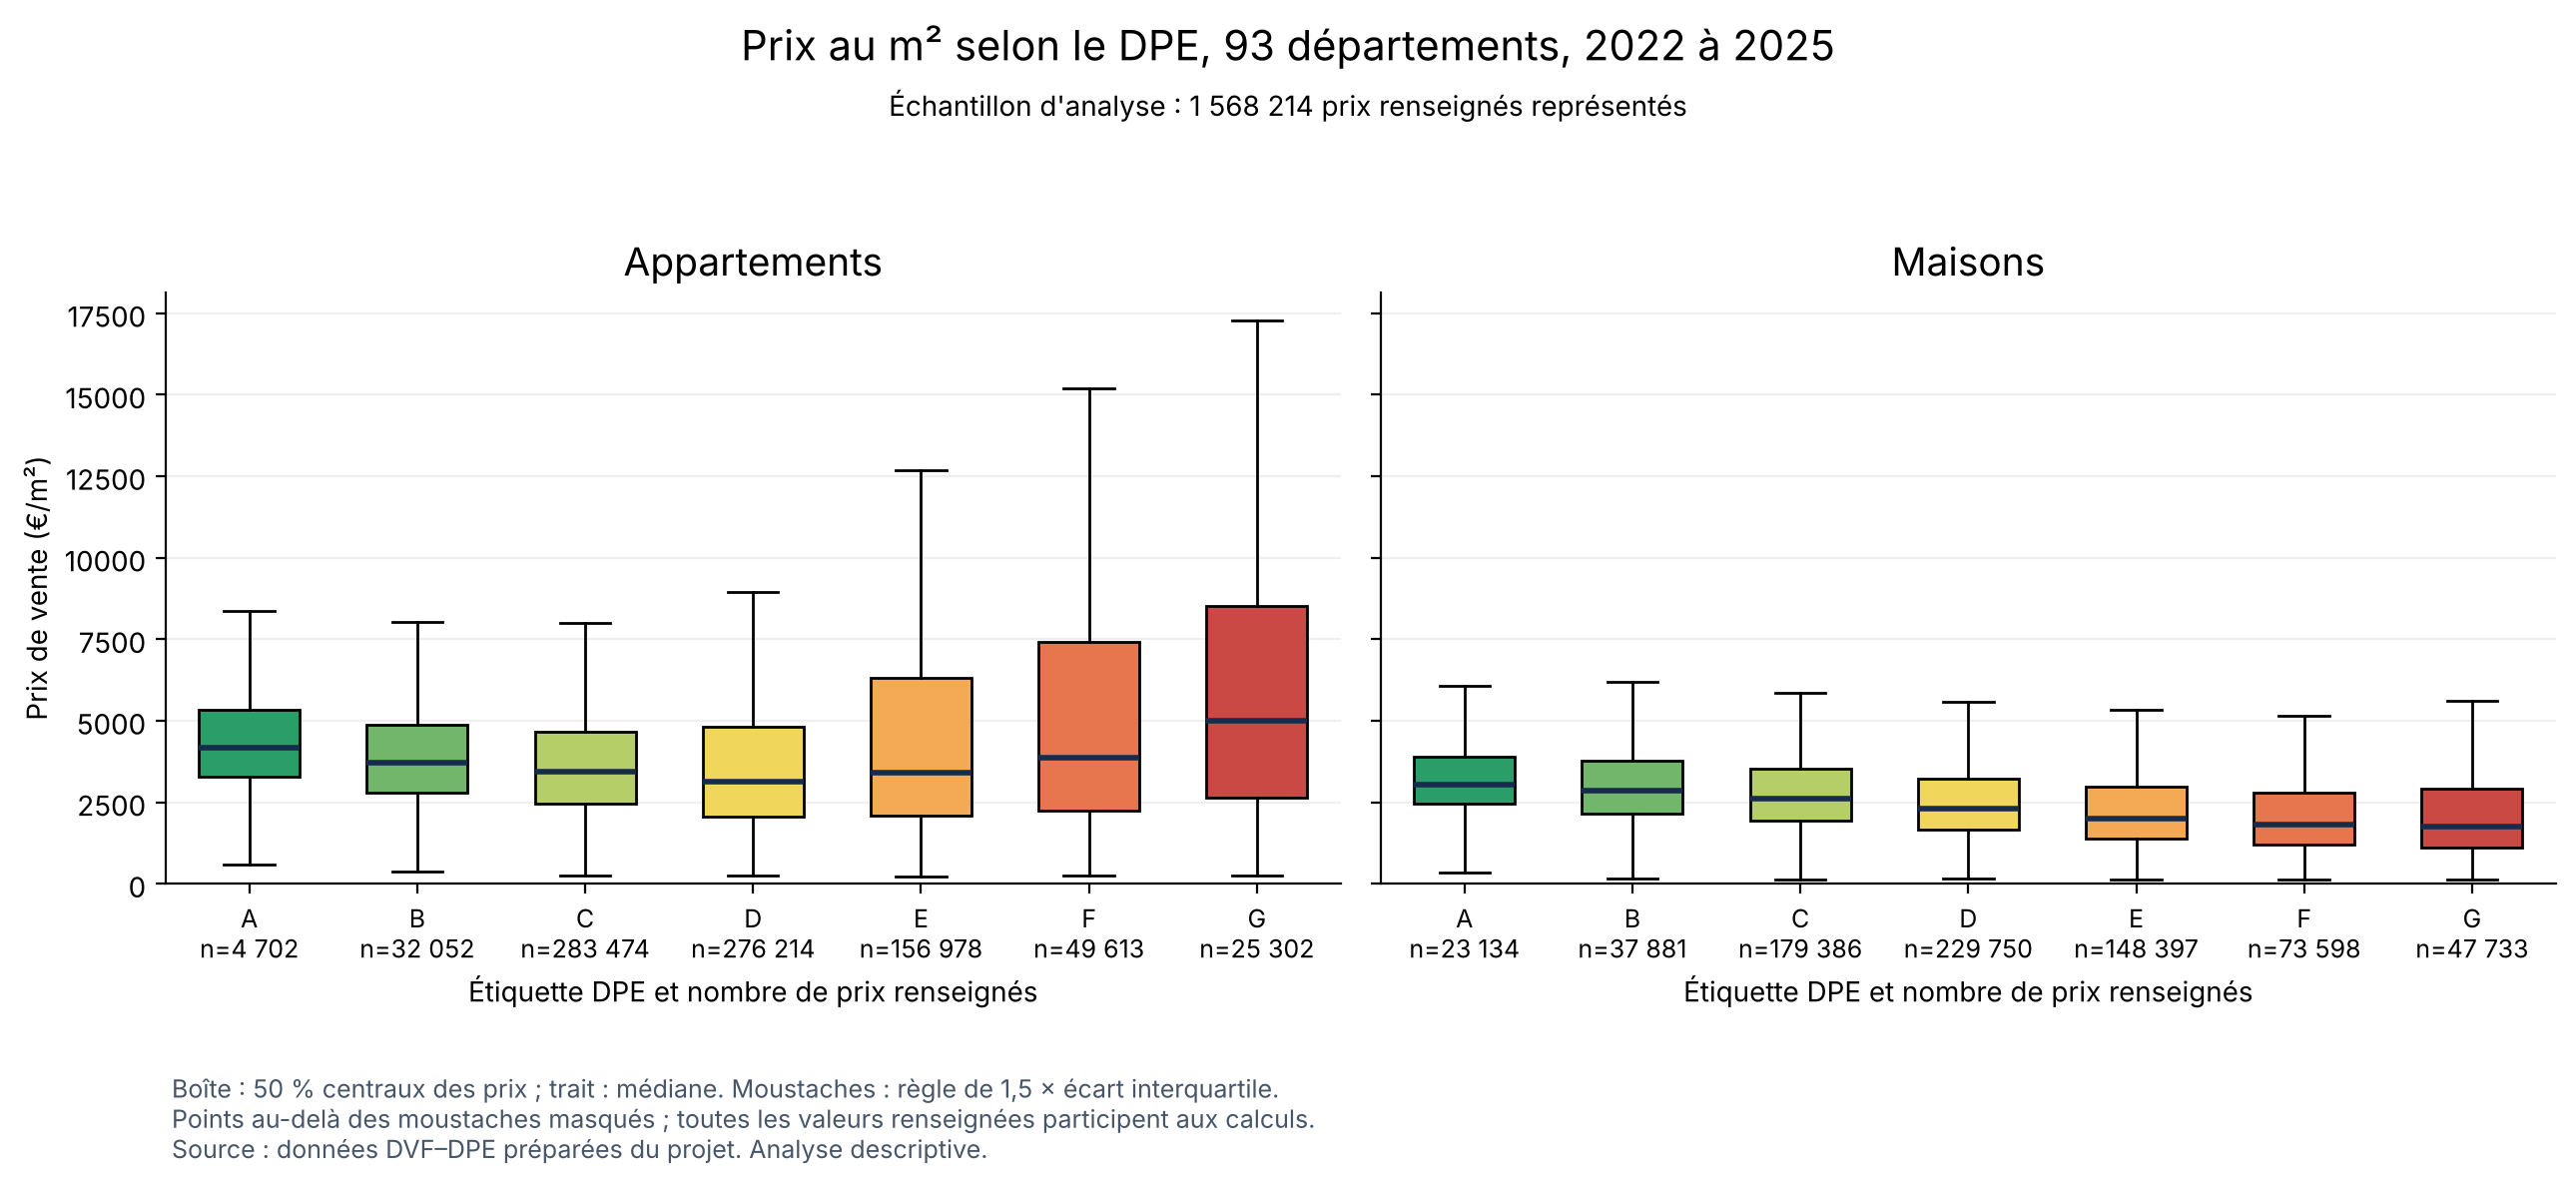 Prix au m² selon le DPE, 93 départements, 2022 à 2025
Échantillon d'analyse : 1 568 214 prix renseignés représentés
Appartements
Maisons
Prix de vente (€/m²)
17500
15000
12500
10000
7500
5000
2500
0
A
B
C
D
E
F
G
n=4 702
n=32 052
n=283 474
n=276 214
n=156 978
n=49 613
n=25 302
Étiquette DPE et nombre de prix renseignés
A
B
C
D
E
F
G
n=23 134
n=37 881
n=179 386
n=229 750
n=148 397
n=73 598
n=47 733
Étiquette DPE et nombre de prix renseignés
Boîte : 50 % centraux des prix ; trait : médiane. Moustaches : règle de 1,5 × écart interquartile.
Points au-delà des moustaches masqués ; toutes les valeurs renseignées participent aux calculs.
Source : données DVF–DPE préparées du projet. Analyse descriptive.